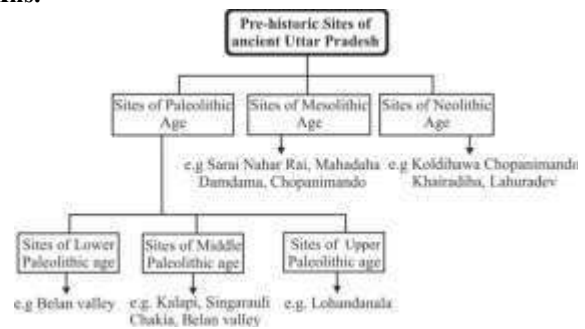 Ans:
Pre-historic Sites of
ancient Uttar Pradesh
Sites of Paleolithic
Age
Sites of Mesolithic
Age
Sites of Neolithic
Age
e.g Sarai Nahar Rai, Mahadaha
Damdama, Chopanimando
e.g Koldihawa Chopanimando
Khairadiha, Lahuradev
Sites of Lower
Paleolithic age
Sites of Middle
Paleolithic age
Sites of Upper
Paleolithic age
e.g Belan valley
e.g. Kalapi, Singarauli
Chakia, Belan valley
e.g. Lohandanala